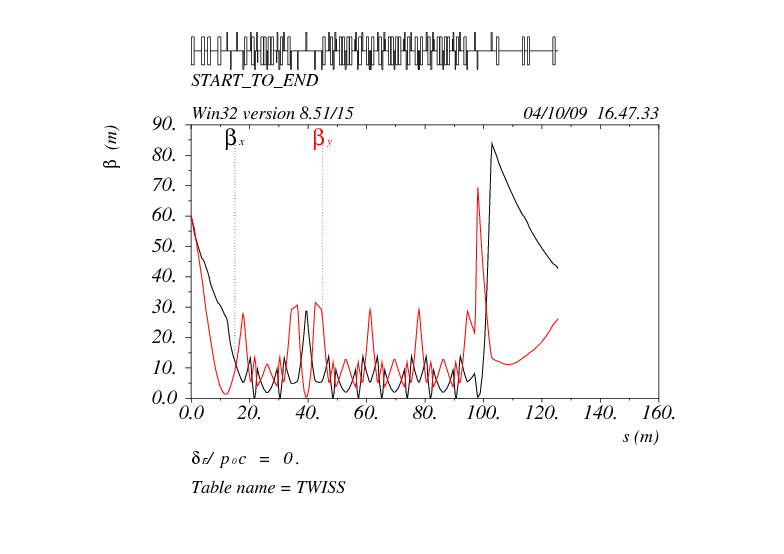 START_TO_END
Win32 version 8.51/15 04/10/09 16.47.33
β (m)
βx βy
90.
80.
70.
60.
50.
40.
30.
20.
10.
0.0
0.0 20. 40. 60. 80. 100. 120. 140. 160.
s (m)
δE/ p0c = 0.
Table name = TWISS